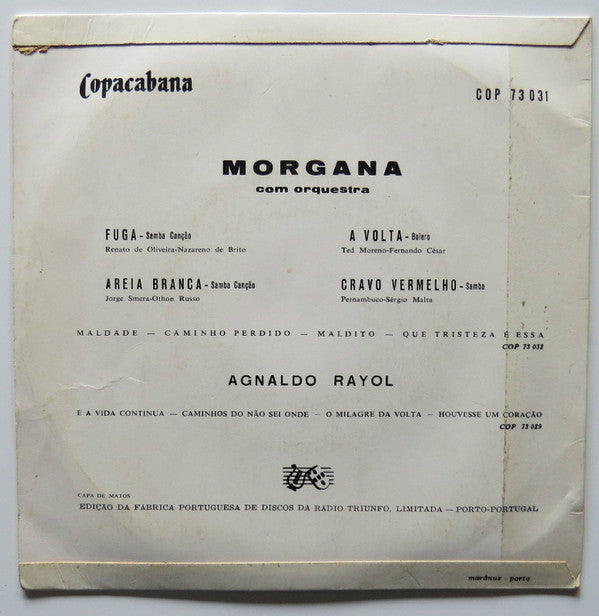 Copacabana
COP 73 031
MORGANA
com orquestra
FUGA - Samba Canção
Renato de Oliveira-Nazareno de Brito
A VOLTA - Bolero
Ted Moreno-Fernando César
AREIA BRANCA - Samba Canção
Jorge Smera-Othon Russo
CRAVO VERMELHO - Samba
Pernambuco-Sérgio Malta
MALDADE — CAMINHO PERDIDO — MALDITO — QUE TRISTEZA É ESSA
COP 73 032
AGNALDO RAYOL
E A VIDA CONTINUA — CAMINHOS DO NÃO SEI ONDE — O MILAGRE DA VOLTA — HOUVESSE UM CORAÇÃO
COP 73 029
CAPA DE MATOS
EDIÇÃO DA FABRICA PORTUGUESA DE DISCOS DA RADIO TRIUNFO, LIMITADA — PORTO-PORTUGAL
marânus - porto